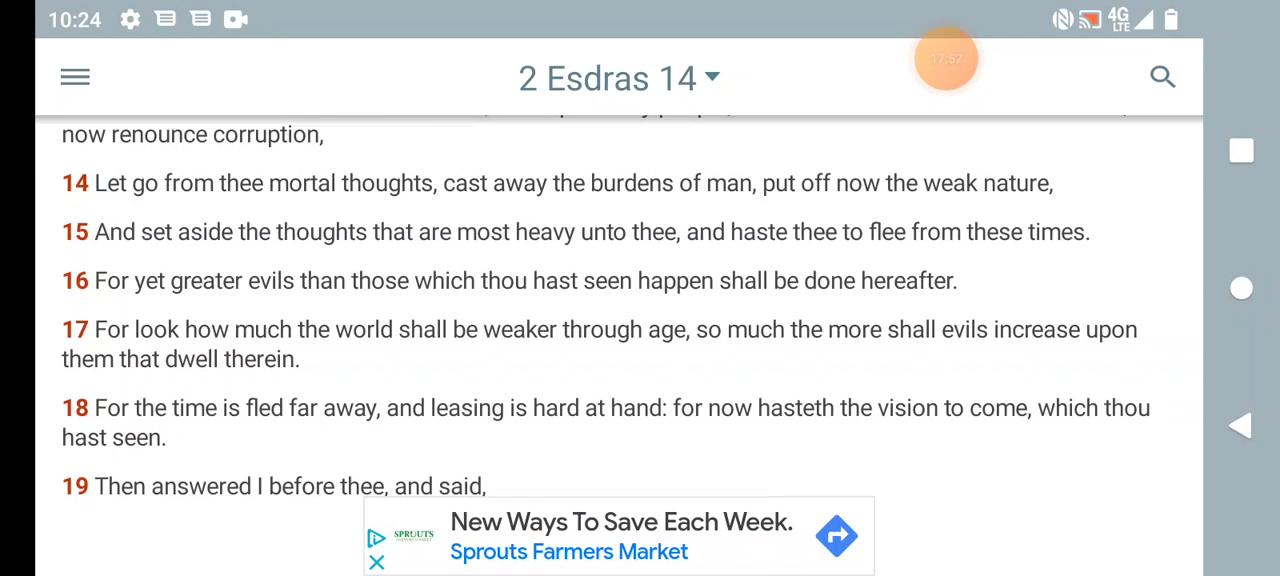 10:24
4G
LTE
17:57
2 Esdras 14
now renounce corruption,
14 Let go from thee mortal thoughts, cast away the burdens of man, put off now the weak nature,
15 And set aside the thoughts that are most heavy unto thee, and haste thee to flee from these times.
16 For yet greater evils than those which thou hast seen happen shall be done hereafter.
17 For look how much the world shall be weaker through age, so much the more shall evils increase upon
them that dwell therein.
18 For the time is fled far away, and leasing is hard at hand: for now hasteth the vision to come, which thou
hast seen.
19 Then answered I before thee, and said,
New Ways To Save Each Week.
SPROUTS
Sprouts Farmers Market